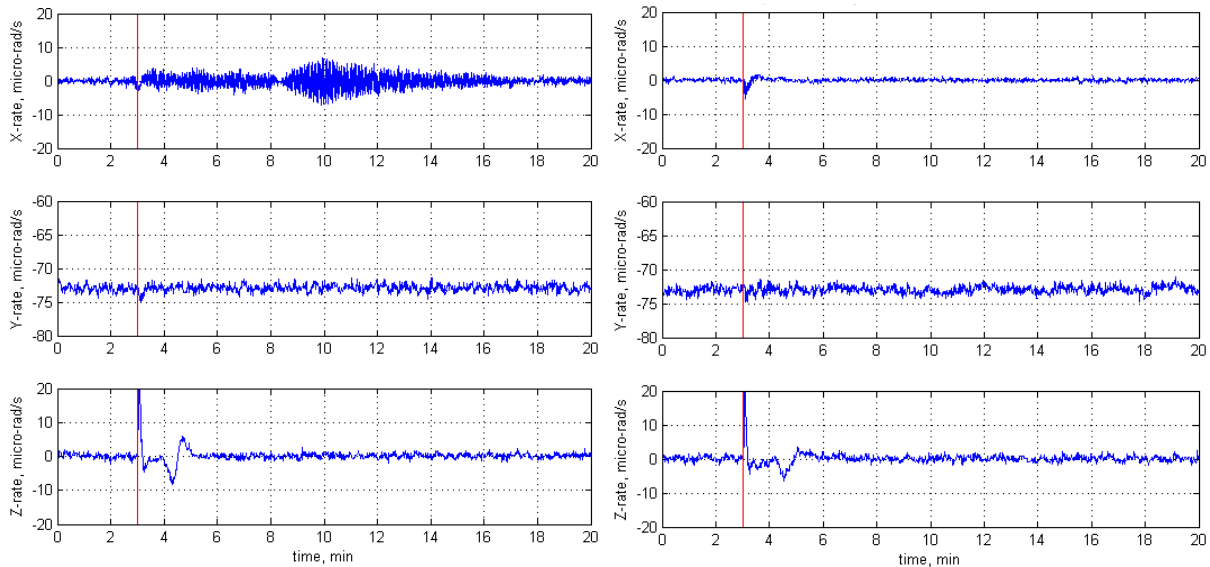 X-rate, micro-rad/s
20
10
0
-10
-20
0 2 4 6 8 10 12 14 16 18 20
X-rate, micro-rad/s
20
10
0
-10
-20
0 2 4 6 8 10 12 14 16 18 20
Y-rate, micro-rad/s
-60
-65
-70
-75
-80
0 2 4 6 8 10 12 14 16 18 20
Y-rate, micro-rad/s
-60
-65
-70
-75
-80
0 2 4 6 8 10 12 14 16 18 20
Z-rate, micro-rad/s
20
10
0
-10
-20
0 2 4 6 8 10 12 14 16 18 20
time, min
Z-rate, micro-rad/s
20
10
0
-10
-20
0 2 4 6 8 10 12 14 16 18 20
time, min